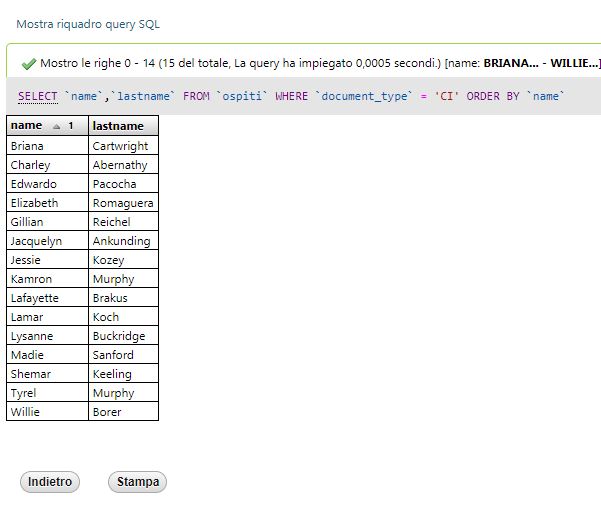 Mostra riquadro query SQL
Mostro le righe 0 - 14 (15 del totale, La query ha impiegato 0,0005 secondi.) [name: BRIANA... - WILLIE...]
SELECT `name`,`lastname` FROM `ospiti` WHERE `document_type` = 'CI' ORDER BY `name`
name 1 lastname
Briana Cartwright
Charley Abernathy
Edwardo Pacocha
Elizabeth Romaguera
Gillian Reichel
Jacquelyn Ankunding
Jessie Kozey
Kamron Murphy
Lafayette Brakus
Lamar Koch
Lysanne Buckridge
Madie Sanford
Shemar Keeling
Tyrel Murphy
Willie Borer
Indietro Stampa